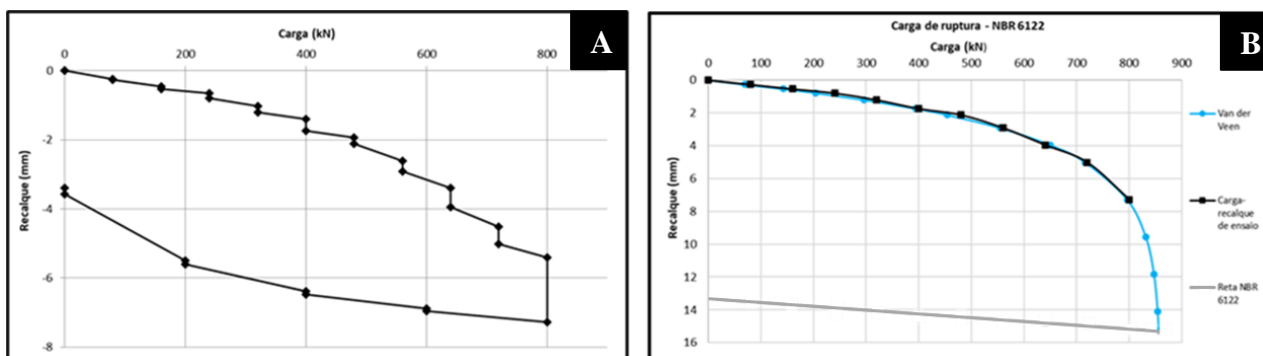 Carga (kN)
A
0 200 400 600 800
0
-2
-4
-6
-8
Recalque (mm)
Carga de ruptura - NBR 6122
Carga (kN)
B
0 100 200 300 400 500 600 700 800 900
0
2
4
6
8
10
12
14
16
Recalque (mm)
Van der
Veen
Carga-
recalque
de ensaio
Reta NBR
6122